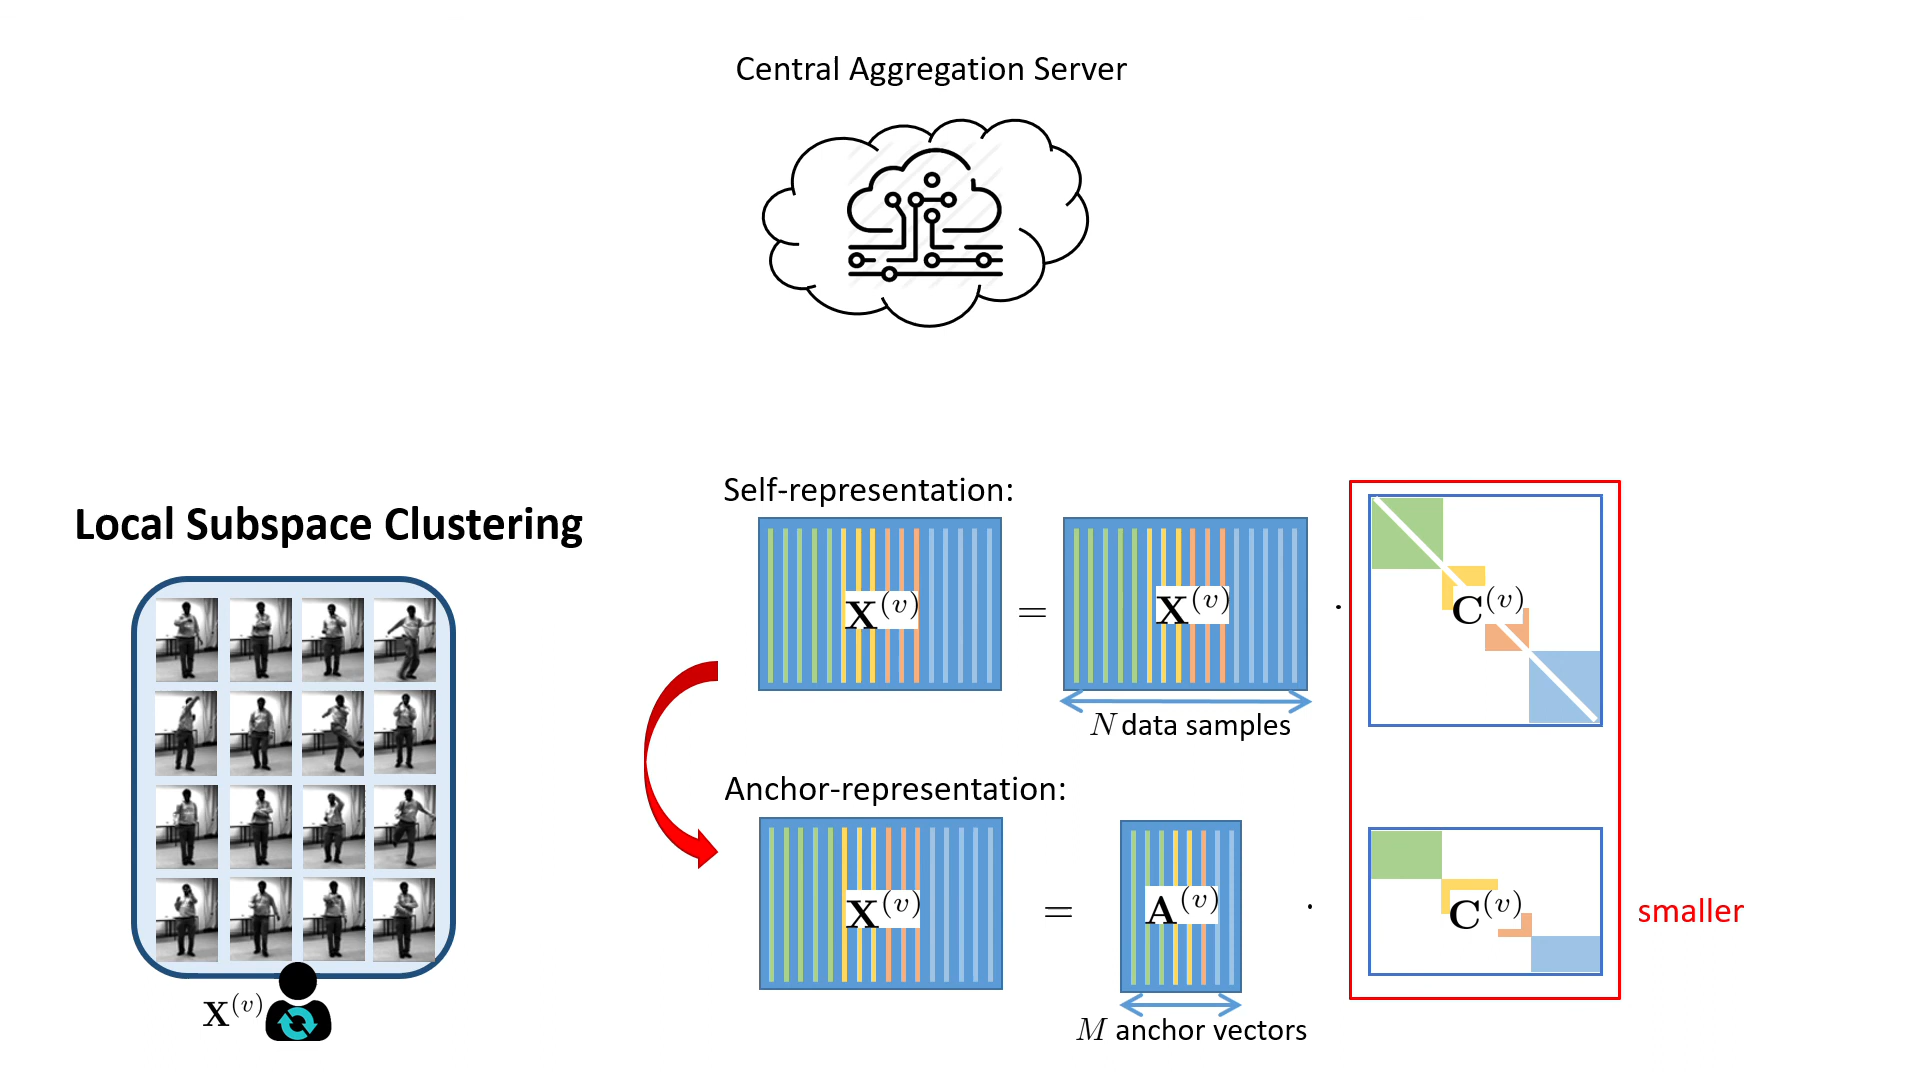 Central Aggregation Server
Local Subspace Clustering
X^(v)
Self-representation:
X^(v) = X^(v) · C^(v)
N data samples
Anchor-representation:
X^(v) = A^(v) · C^(v)
smaller
M anchor vectors